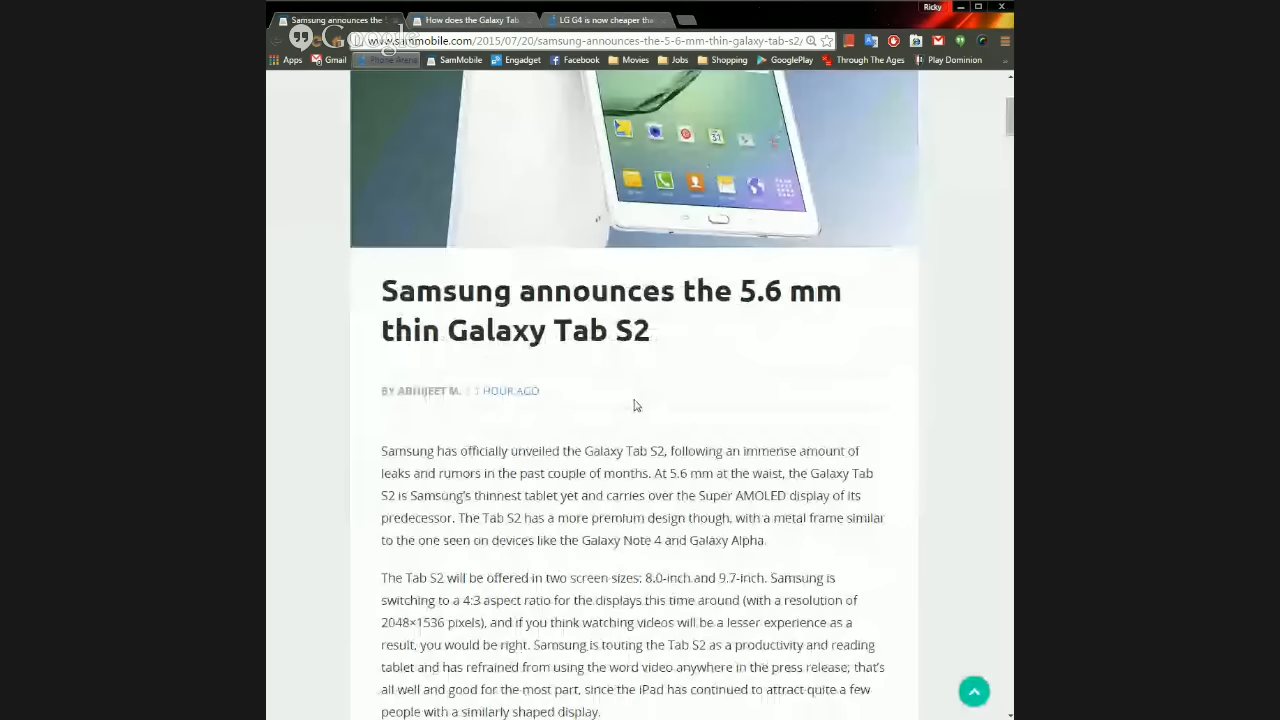 Ricky
Samsung announces the 5 How does the Galaxy Tab LG G4 is now cheaper tha
Google
www.sammobile.com/2015/07/20/samsung-announces-the-5-6-mm-thin-galaxy-tab-s2/
Apps Gmail Phone Arena SamMobile Engadget Facebook Movies Jobs Shopping GooglePlay Through The Ages Play Dominion
31
Samsung announces the 5.6 mm
thin Galaxy Tab S2
BY ABHIJEET M. | 1 HOUR AGO
Samsung has officially unveiled the Galaxy Tab S2, following an immense amount of
leaks and rumors in the past couple of months. At 5.6 mm at the waist, the Galaxy Tab
S2 is Samsung's thinnest tablet yet and carries over the Super AMOLED display of its
predecessor. The Tab S2 has a more premium design though, with a metal frame similar
to the one seen on devices like the Galaxy Note 4 and Galaxy Alpha.
The Tab S2 will be offered in two screen sizes: 8.0-inch and 9.7-inch. Samsung is
switching to a 4:3 aspect ratio for the displays this time around (with a resolution of
2048×1536 pixels), and if you think watching videos will be a lesser experience as a
result, you would be right. Samsung is touting the Tab S2 as a productivity and reading
tablet and has refrained from using the word video anywhere in the press release; that's
all well and good for the most part, since the iPad has continued to attract quite a few
people with a similarly shaped display.